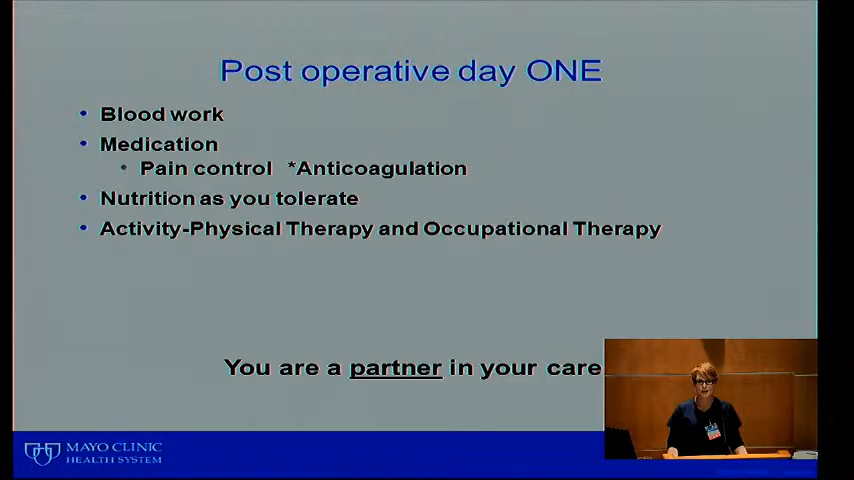 Post operative day ONE
• Blood work
• Medication
• Pain control *Anticoagulation
• Nutrition as you tolerate
• Activity-Physical Therapy and Occupational Therapy
You are a partner in your care
MAYO CLINIC
HEALTH SYSTEM